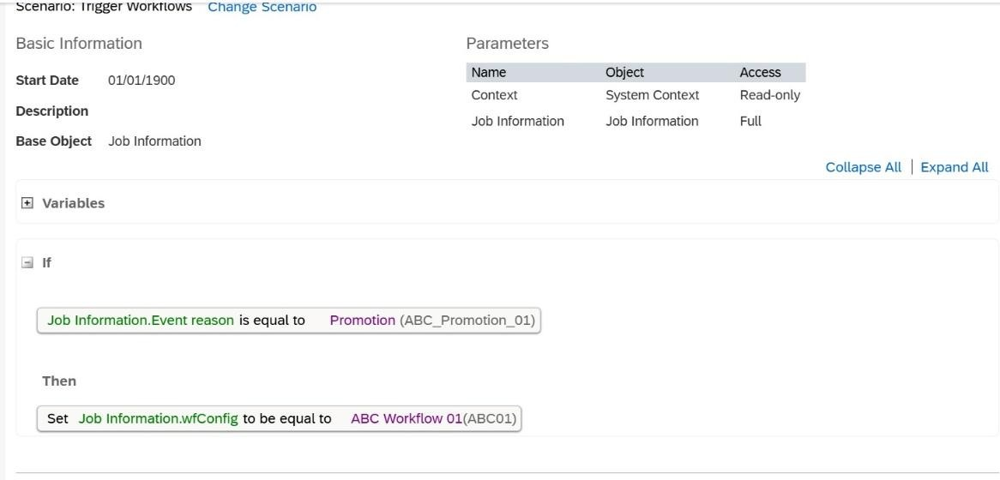 Scenario: Trigger Workflows Change Scenario
Basic Information
Parameters
Start Date 01/01/1900
Description
Base Object Job Information
Name Object Access
Context System Context Read-only
Job Information Job Information Full
Collapse All | Expand All
Variables
If
Job Information.Event reason is equal to Promotion (ABC_Promotion_01)
Then
Set Job Information.wfConfig to be equal to ABC Workflow 01(ABC01)